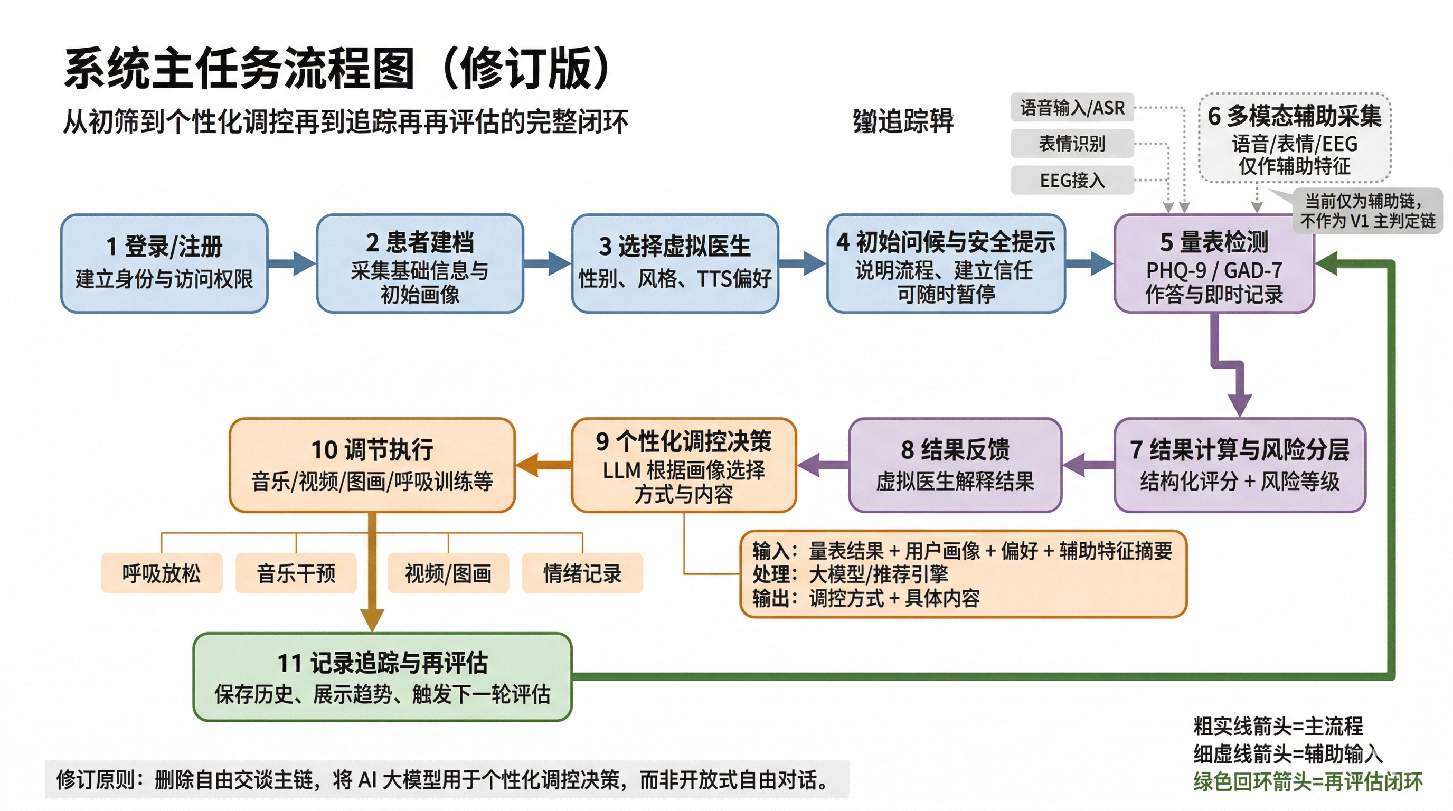 系统主任务流程图（修订版）
从初筛到个性化调控再到追踪再再评估的完整闭环
追踪辑
语音输入/ASR
表情识别
EEG接入
6 多模态辅助采集
语音/表情/EEG
仅作辅助特征
当前仅为辅助链，
不作为 V1 主判定链
1 登录/注册
建立身份与访问权限
2 患者建档
采集基础信息与
初始画像
3 选择虚拟医生
性别、风格、TTS偏好
4 初始问候与安全提示
说明流程、建立信任
可随时暂停
5 量表检测
PHQ-9 / GAD-7
作答与即时记录
10 调节执行
音乐/视频/图画/呼吸训练等
9 个性化调控决策
LLM 根据画像选择
方式与内容
8 结果反馈
虚拟医生解释结果
7 结果计算与风险分层
结构化评分 + 风险等级
呼吸放松
音乐干预
视频/图画
情绪记录
输入：量表结果 + 用户画像 + 偏好 + 辅助特征摘要
处理：大模型/推荐引擎
输出：调控方式 + 具体内容
11 记录追踪与再评估
保存历史、展示趋势、触发下一轮评估
粗实线箭头=主流程
细虚线箭头=辅助输入
绿色回环箭头=再评估闭环
修订原则：删除自由交谈主链，将 AI 大模型用于个性化调控决策，而非开放式自由对话。